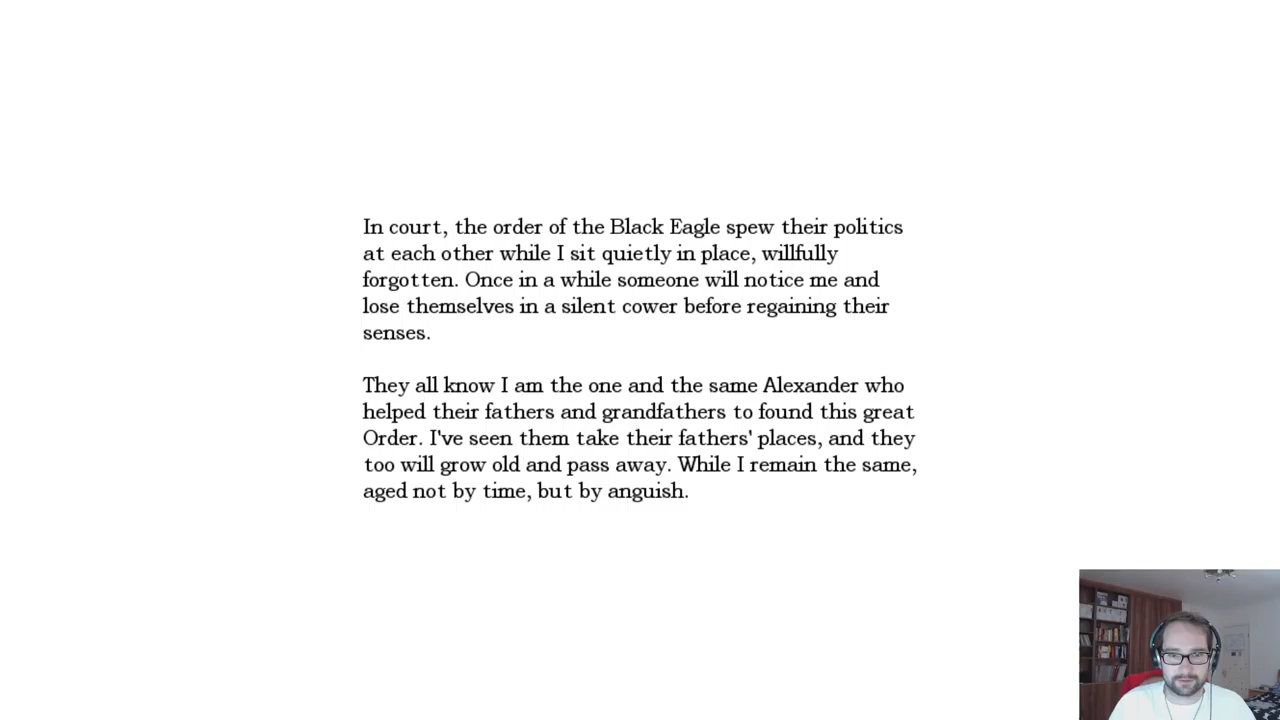 In court, the order of the Black Eagle spew their politics
at each other while I sit quietly in place, willfully
forgotten. Once in a while someone will notice me and
lose themselves in a silent cower before regaining their
senses.
They all know I am the one and the same Alexander who
helped their fathers and grandfathers to found this great
Order. I've seen them take their fathers' places, and they
too will grow old and pass away. While I remain the same,
aged not by time, but by anguish.